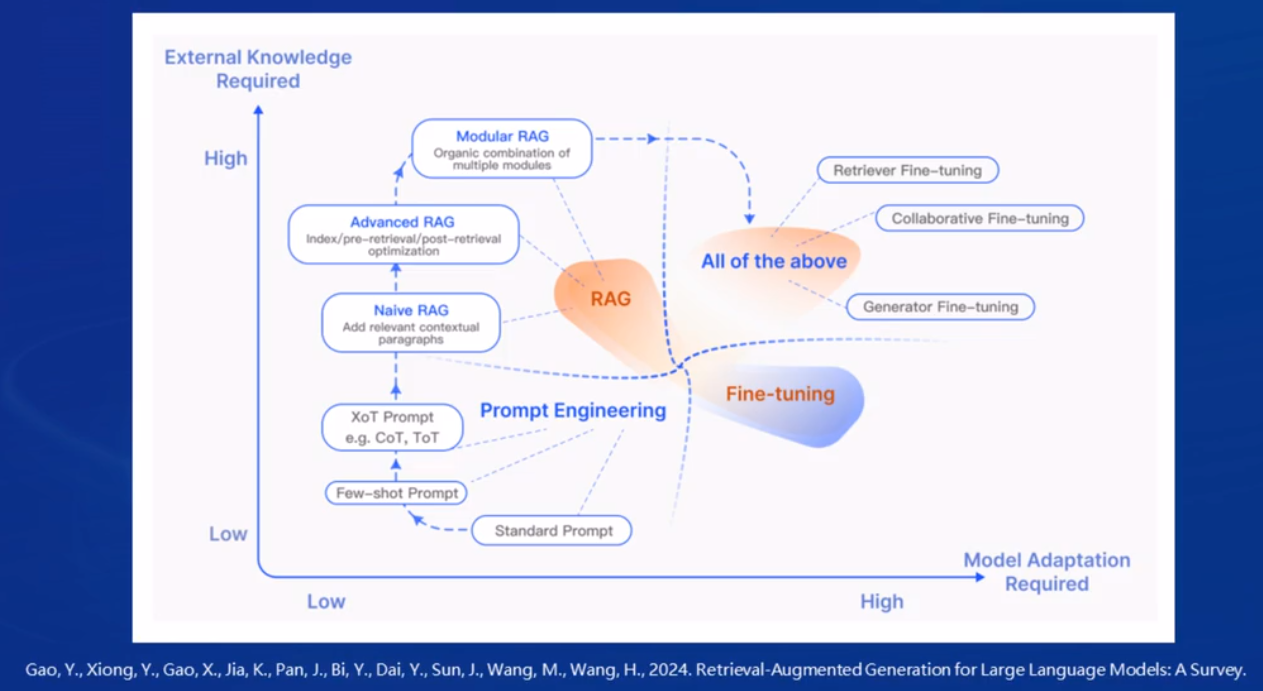 External Knowledge
Required
High
Modular RAG
Organic combination of
multiple modules
Retriever Fine-tuning
Collaborative Fine-tuning
Advanced RAG
Index/pre-retrieval/post-retrieval
optimization
All of the above
RAG
Generator Fine-tuning
Naive RAG
Add relevant contextual
paragraphs
Fine-tuning
Prompt Engineering
XoT Prompt
e.g. CoT, ToT
Few-shot Prompt
Standard Prompt
Low
Model Adaptation
Required
Low
High
Gao, Y., Xiong, Y., Gao, X., Jia, K., Pan, J., Bi, Y., Dai, Y., Sun, J., Wang, M., Wang, H., 2024. Retrieval-Augmented Generation for Large Language Models: A Survey.